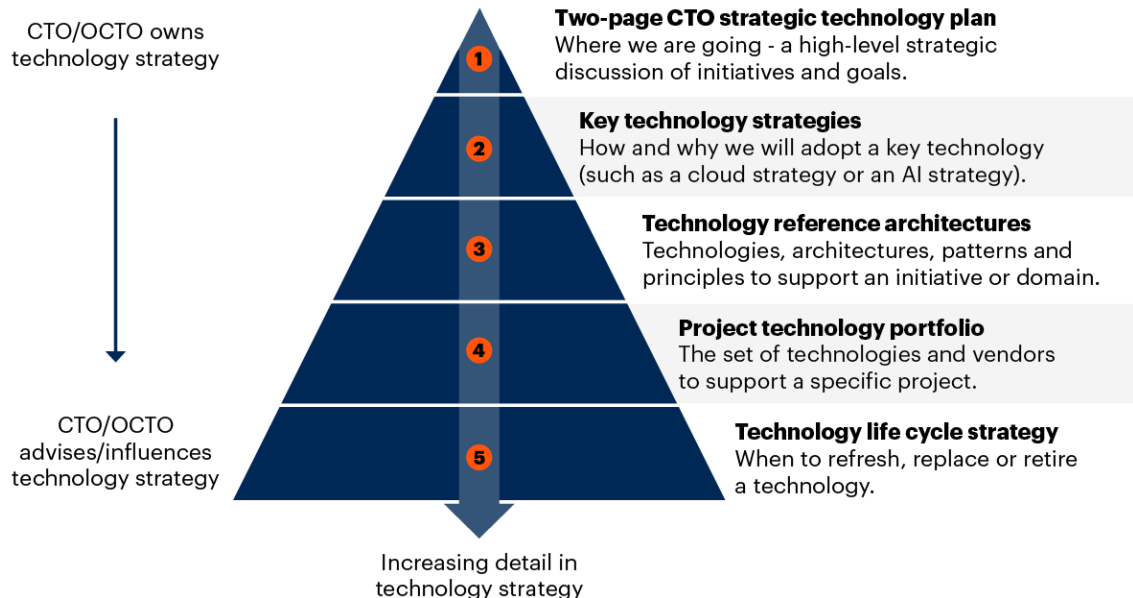 CTO/OCTO owns
technology strategy
CTO/OCTO
advises/influences
technology strategy
1
2
3
4
5
Two-page CTO strategic technology plan
Where we are going - a high-level strategic
discussion of initiatives and goals.
Key technology strategies
How and why we will adopt a key technology
(such as a cloud strategy or an AI strategy).
Technology reference architectures
Technologies, architectures, patterns and
principles to support an initiative or domain.
Project technology portfolio
The set of technologies and vendors
to support a specific project.
Technology life cycle strategy
When to refresh, replace or retire
a technology.
Increasing detail in
technology strategy